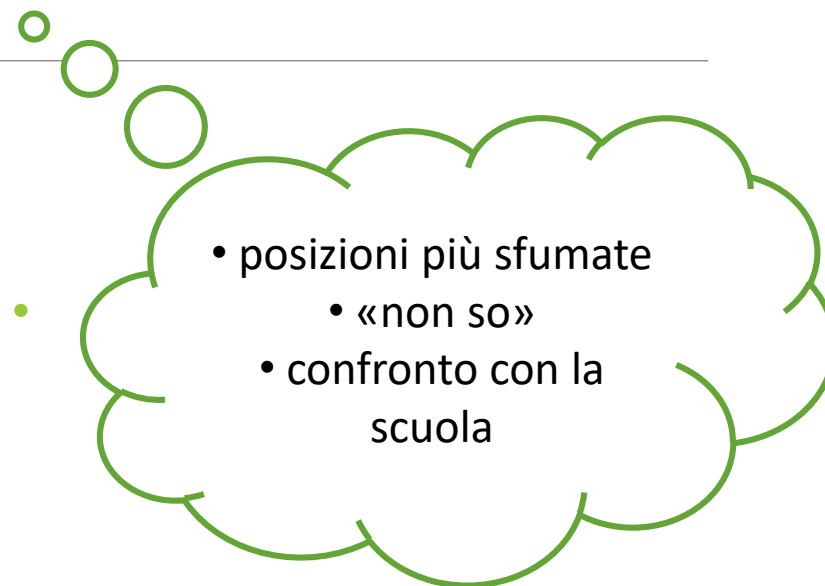 • posizioni più sfumate
• «non so»
• confronto con la
scuola